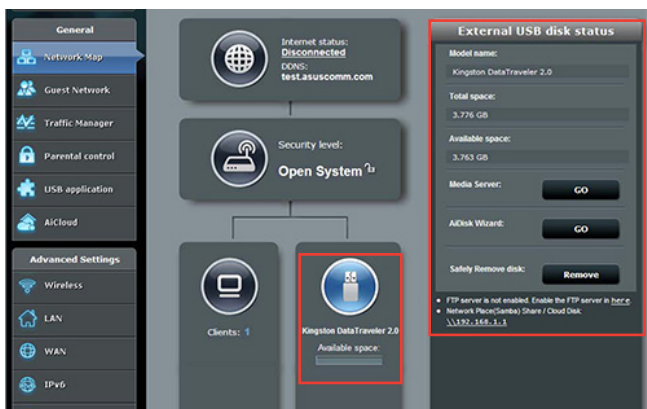 General
Network Map
Guest Network
Traffic Manager
Parental control
USB application
AiCloud
Advanced Settings
Wireless
LAN
WAN
IPv6
Internet status:
Disconnected
DDNS:
test.asuscomm.com
Security level:
Open System
Clients: 1
Kingston DataTraveler 2.0
Available space:
External USB disk status
Model name:
Kingston DataTraveler 2.0
Total space:
3.776 GB
Available space:
3.763 GB
Media Server:
GO
AiDisk Wizard:
GO
Safely Remove disk:
Remove
FTP server is not enabled. Enable the FTP server in here.
Network Place(Samba) Share / Cloud Disk:
\\192.168.1.1